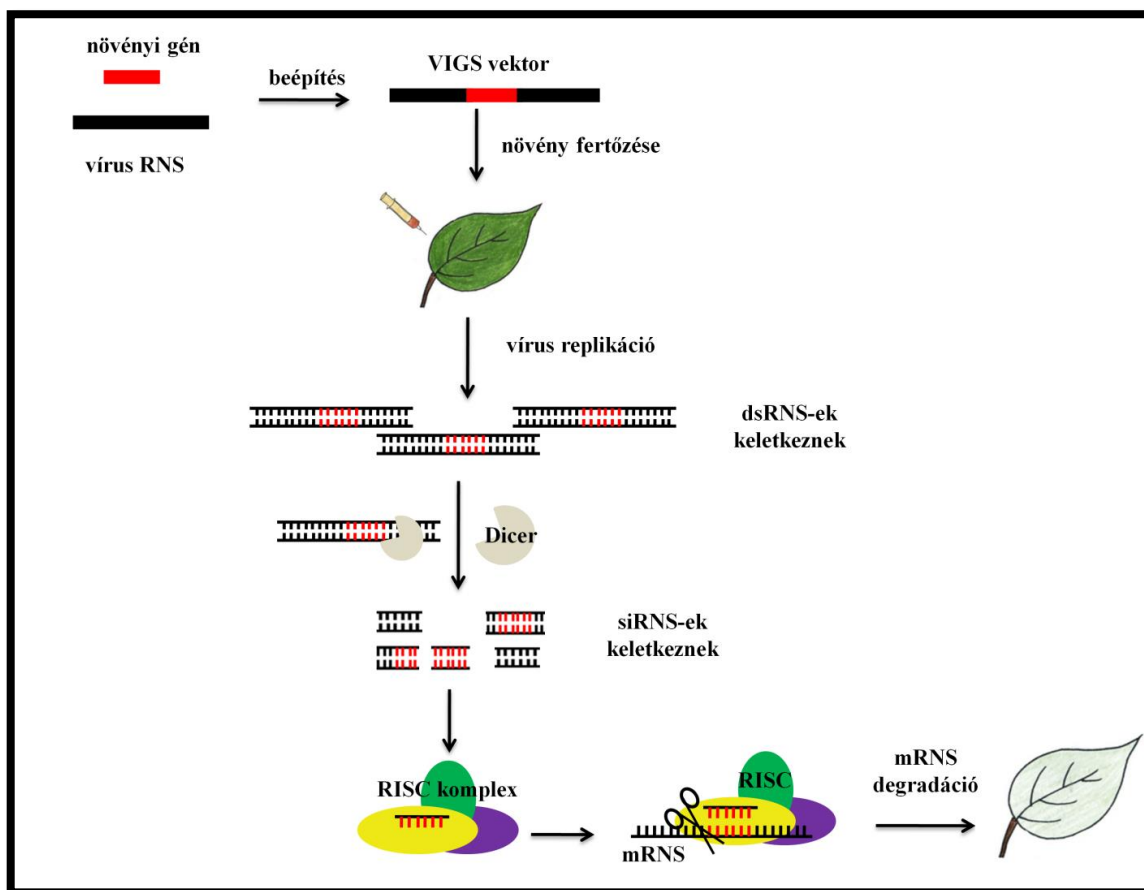 növényi gén
beépítés
VIGS vektor
vírus RNS
növény fertőzése
vírus replikáció
dsRNS-ek
keletkeznek
Dicer
siRNS-ek
keletkeznek
RISC komplex
RISC
mRNS
mRNS
degradáció